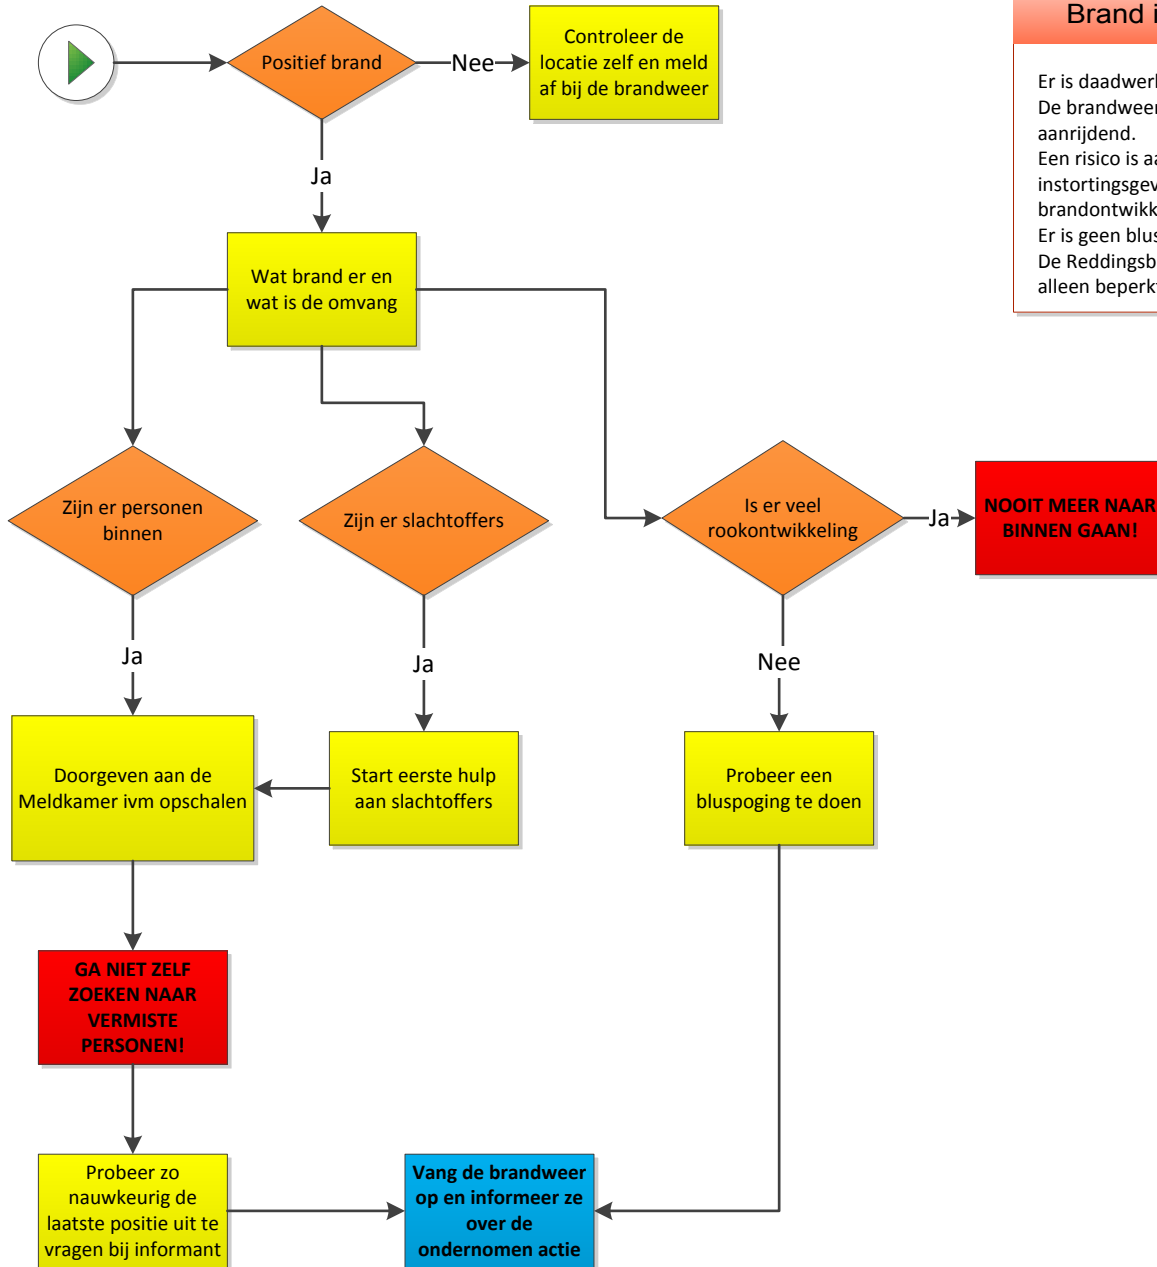 Positief brand
Nee
Controleer de
locatie zelf en meld
af bij de brandweer
Brand
Er is daadwerk
De brandweer
aanrijdend.
Een risico is
instortingsgev
brandontwikk
Er is geen blus
De Reddingsb
alleen beperk
Ja
Wat brand er en
wat is de omvang
Zijn er personen
binnen
Zijn er slachtoffers
Is er veel
rookontwikkeling
Ja
NOOIT MEER NAAR
BINNEN GAAN!
Ja
Ja
Nee
Doorgeven aan de
Meldkamer ivm opschalen
Start eerste hulp
aan slachtoffers
Probeer een
bluspoging te doen
GA NIET ZELF
ZOEKEN NAAR
VERMISTE
PERSONEN!
Probeer zo
nauwkeurig de
laatste positie uit te
vragen bij informant
Vang de brandweer
op en informeer ze
over de
ondernomen actie